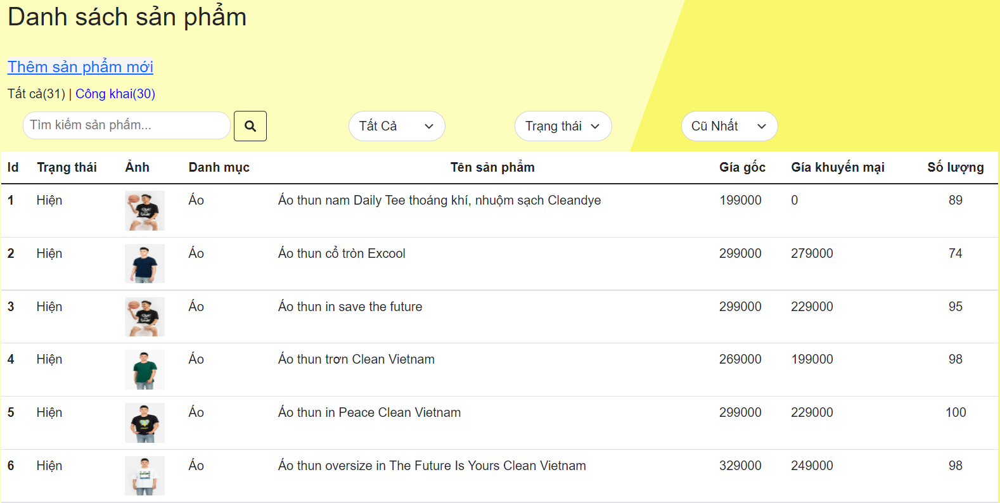 Danh sách sản phẩm
Thêm sản phẩm mới
Tất cả(31) | Công khai(30)
Tìm kiếm sản phẩm... Tất Cả Trạng thái Cũ Nhất
Id Trạng thái Ảnh Danh mục Tên sản phẩm Gía gốc Gía khuyến mại Số lượng
1 Hiện Áo Áo thun nam Daily Tee thoáng khí, nhuộm sạch Cleandye 199000 0 89
2 Hiện Áo Áo thun cổ tròn Excool 299000 279000 74
3 Hiện Áo Áo thun in save the future 299000 229000 95
4 Hiện Áo Áo thun trơn Clean Vietnam 269000 199000 98
5 Hiện Áo Áo thun in Peace Clean Vietnam 299000 229000 100
6 Hiện Áo Áo thun oversize in The Future Is Yours Clean Vietnam 329000 249000 98